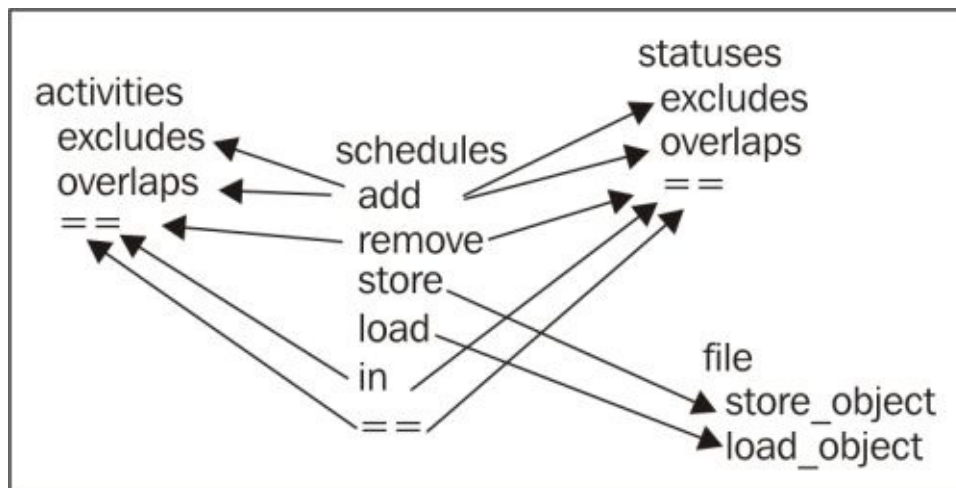 activities
excludes
overlaps
==
schedules
add
remove
store
load
in
==
statuses
excludes
overlaps
==
file
store_object
load_object